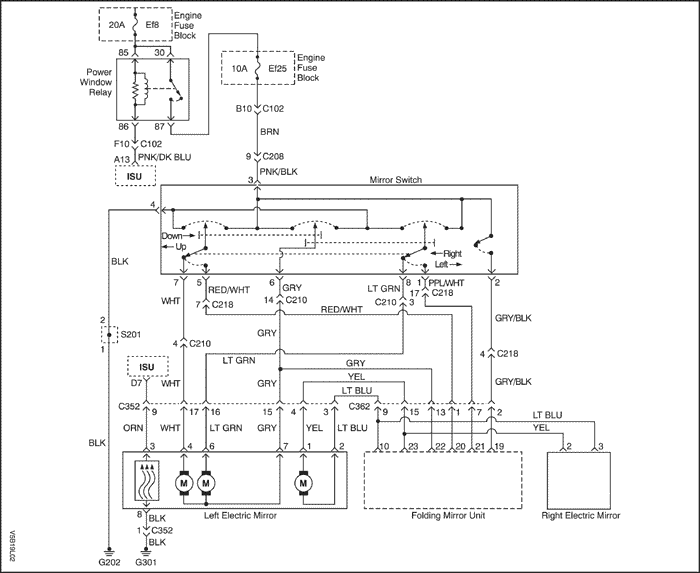 Engine
20A Ef8 Fuse
Block
85 30
Engine
Power 10A Ef25 Fuse
Window Block
Relay
86 87 B10 C102
F10 C102 BRN
A13 PNK/DK BLU 9 C208
ISU PNK/BLK
3 Mirror Switch
4
Down
Up Right
Left
BLK 7 5 6 8 1 PPL/WHT 2
WHT RED/WHT GRY LT GRN 17 C218
7 C218 14 C210 C210 3
RED/WHT GRY/BLK
2
S201 GRY
1 4 C210 LT GRN GRY 4 C218
ISU YEL
D7 WHT GRY LT BLU GRY/BLK
C352 9 17 16 15 4 3 C362 9 15 13 1 7 2
LT BLU
ORN WHT LT GRN GRY YEL LT BLU YEL
BLK 3 4 6 7 1 2 10 23 22 20 21 19 2 3
M M M
8 BLK Left Electric Mirror Folding Mirror Unit Right Electric Mirror
1 C352
BLK
G202 G301
V5B19L02